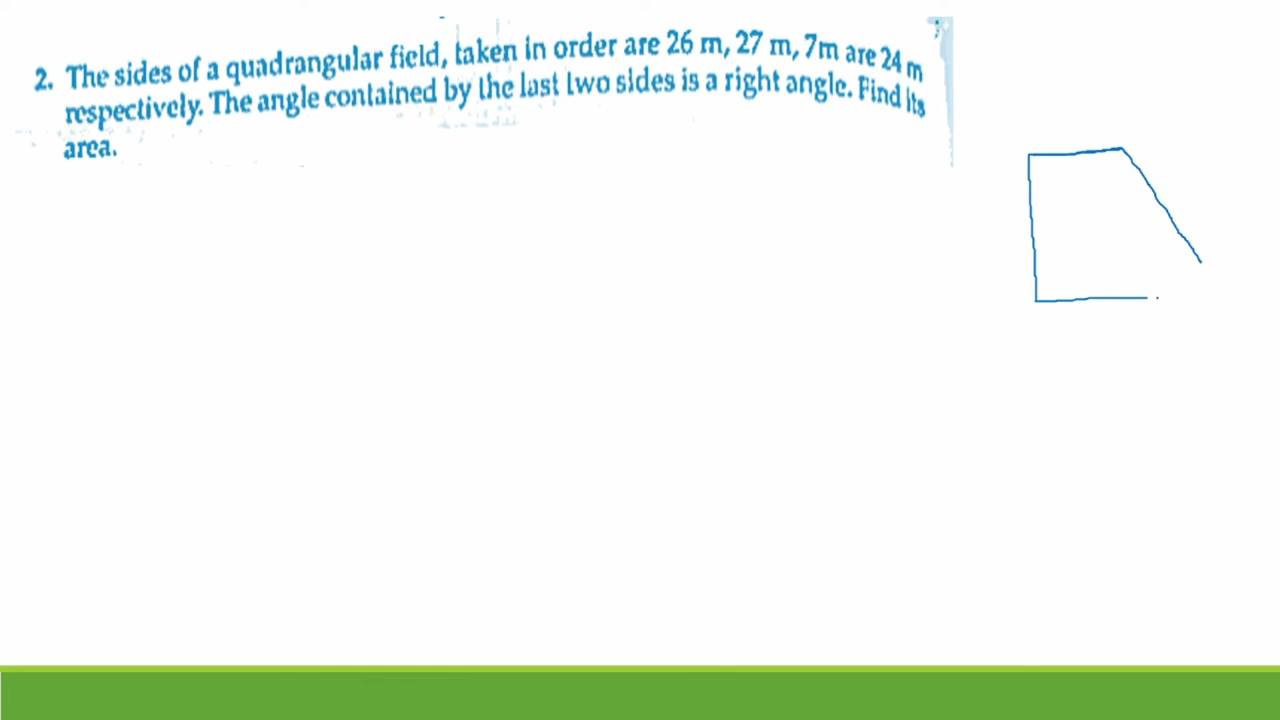 2. The sides of a quadrangular field, taken in order are 26 m, 27 m, 7m are 24 m
respectively. The angle contained by the last two sides is a right angle. Find its
area.